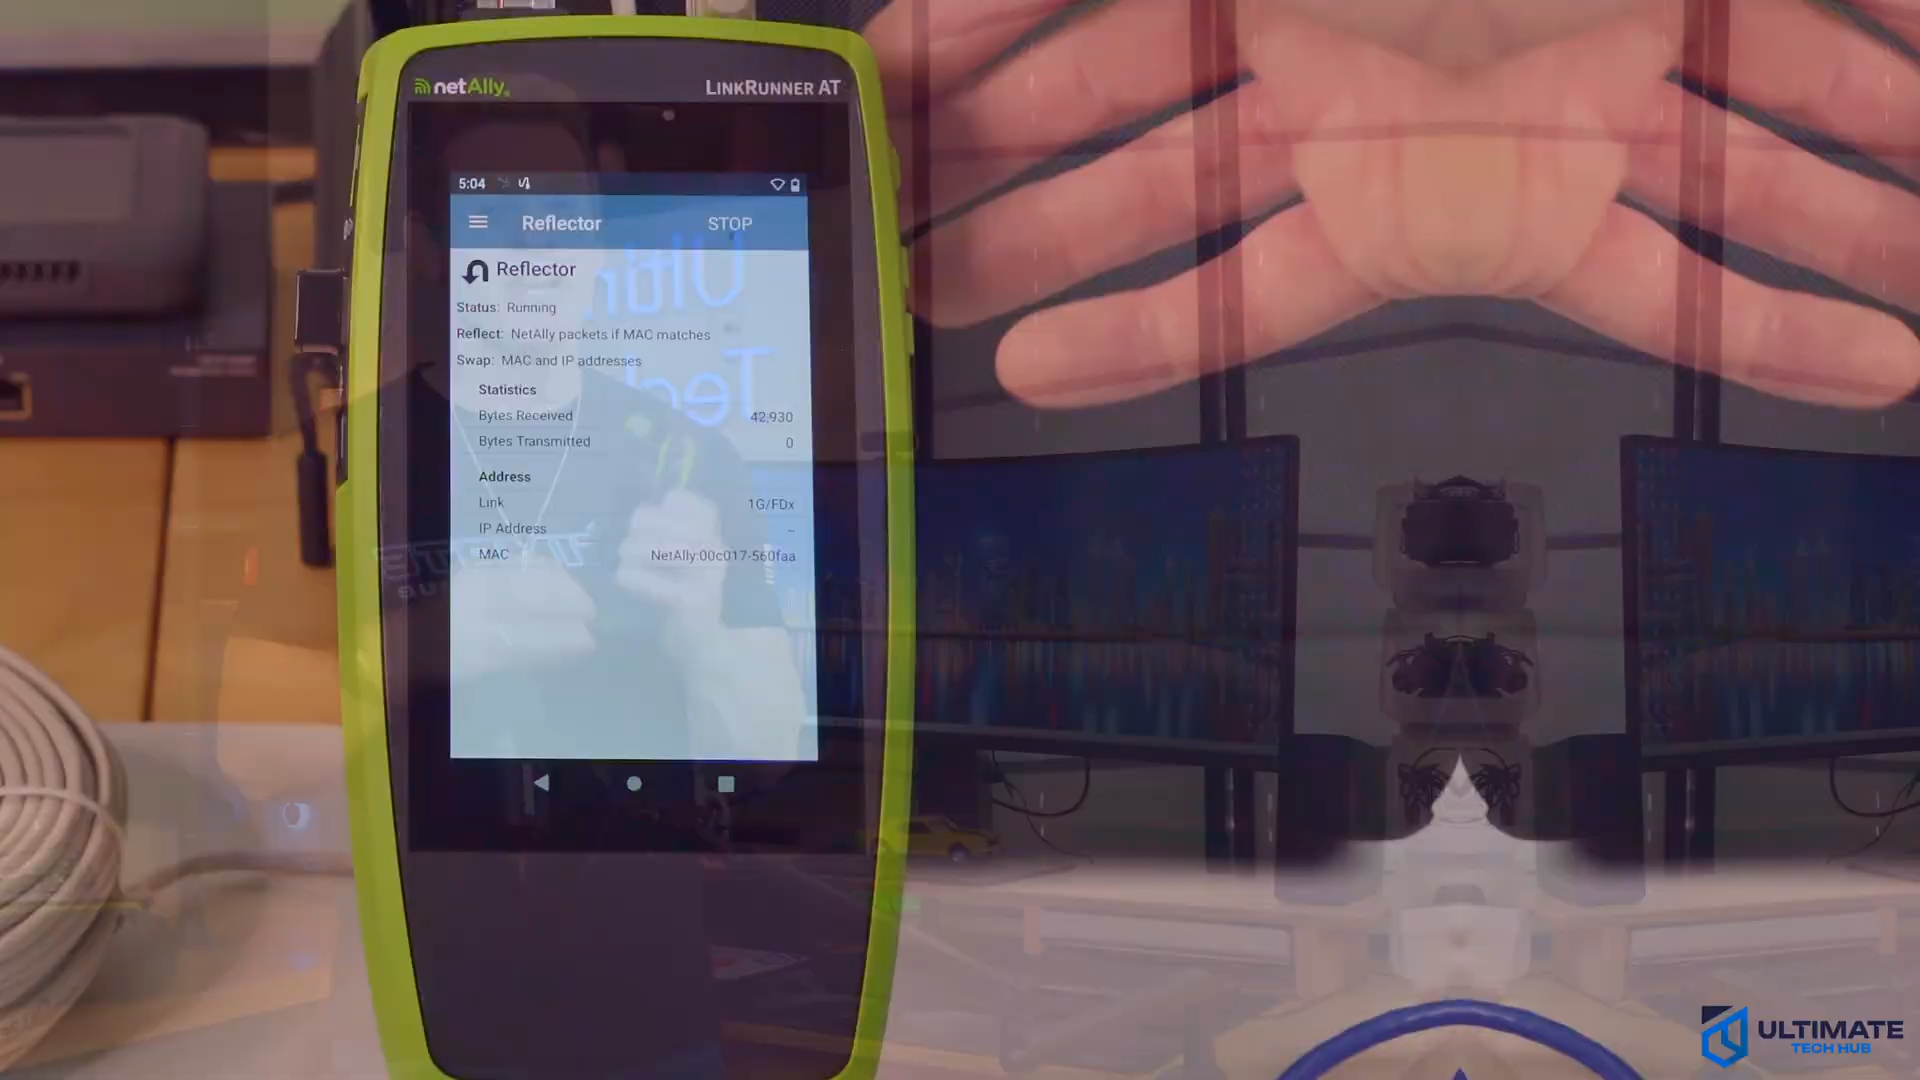 netAlly
LINKRUNNER AT
5:04
Reflector STOP
Reflector
Status: Running
Reflect: NetAlly packets if MAC matches
Swap: MAC and IP addresses
Statistics
Bytes Received 42,930
Bytes Transmitted 0
Address
Link 1G/FDx
IP Address --
MAC NetAlly:00c017-560faa
ULTIMATE
TECH HUB